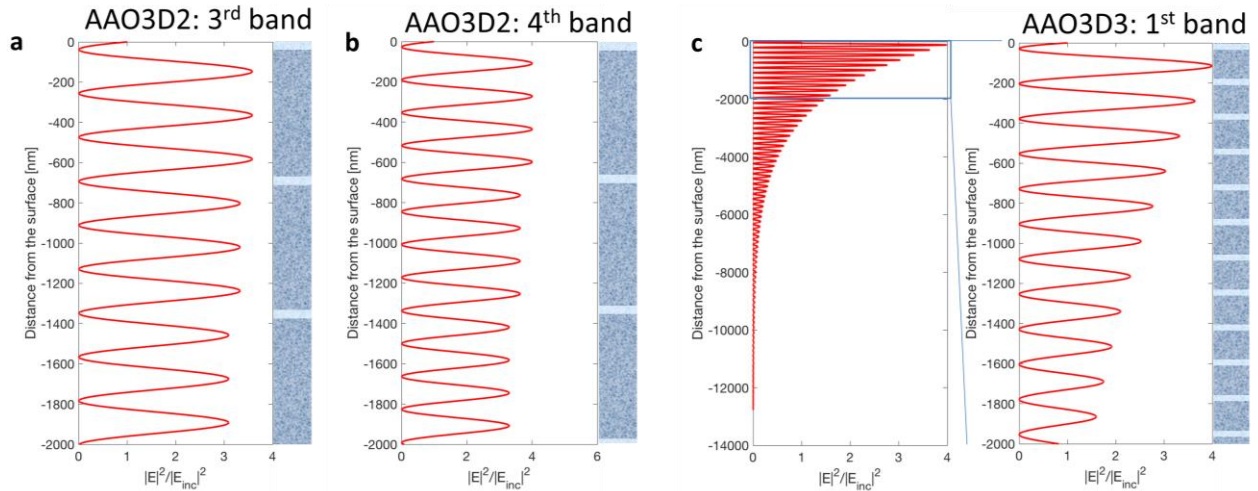 AAO3D2: 3rd band
AAO3D2: 4th band
AAO3D3: 1st band
a
0
-200
-400
-600
-800
-1000
-1200
-1400
-1600
-1800
-2000
Distance from the surface [nm]
0 1 2 3 4
|E|²/|Einc|²
b
0
-200
-400
-600
-800
-1000
-1200
-1400
-1600
-1800
-2000
Distance from the surface [nm]
0 2 4 6
|E|²/|Einc|²
c
0
-2000
-4000
-6000
-8000
-10000
-12000
-14000
Distance from the surface [nm]
0 1 2 3 4
|E|²/|Einc|²
0
-200
-400
-600
-800
-1000
-1200
-1400
-1600
-1800
-2000
Distance from the surface [nm]
0 1 2 3 4
|E|²/|Einc|²